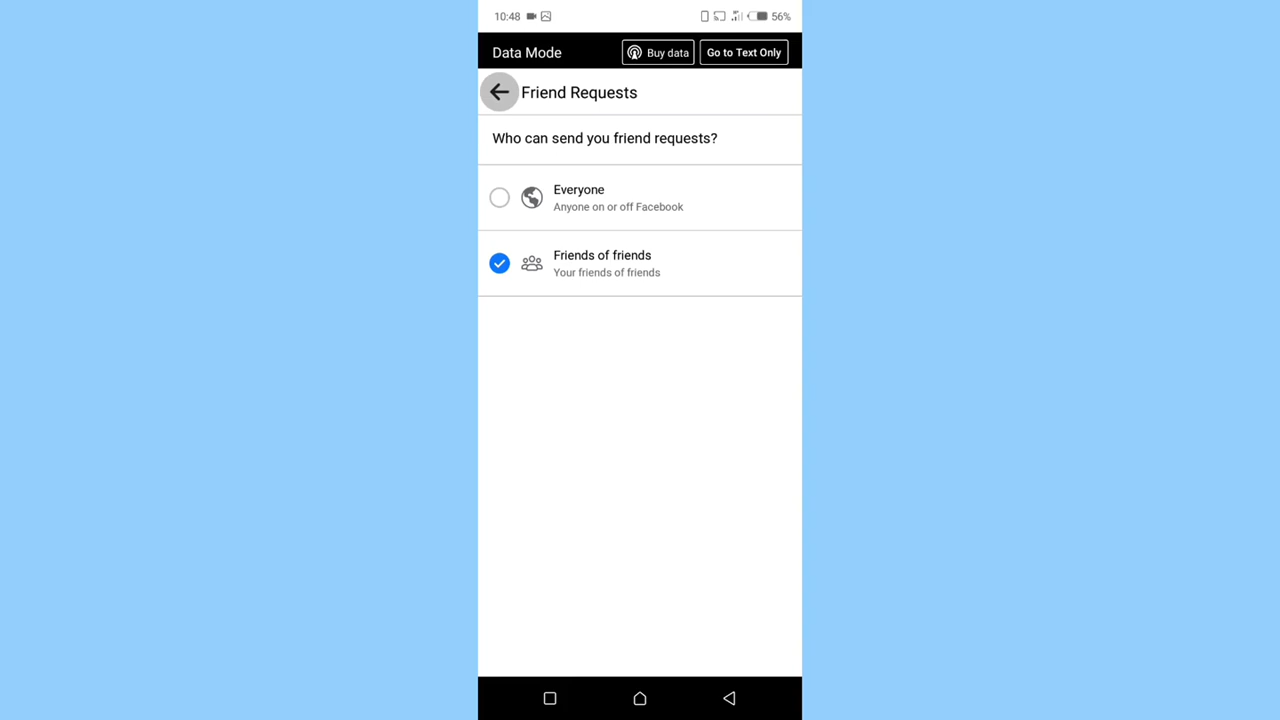 10:48 56%
Data Mode Buy data Go to Text Only
Friend Requests
Who can send you friend requests?
Everyone
Anyone on or off Facebook
Friends of friends
Your friends of friends